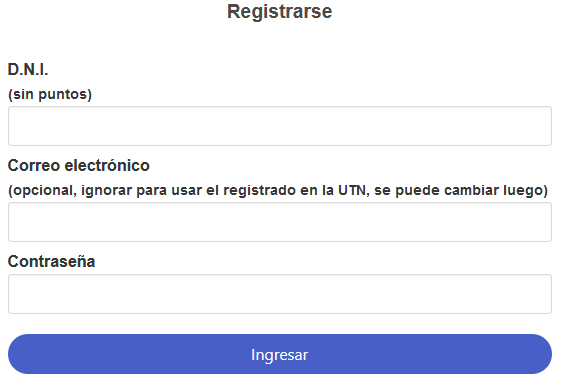 Registrarse
D.N.I.
(sin puntos)
Correo electrónico
(opcional, ignorar para usar el registrado en la UTN, se puede cambiar luego)
Contraseña
Ingresar